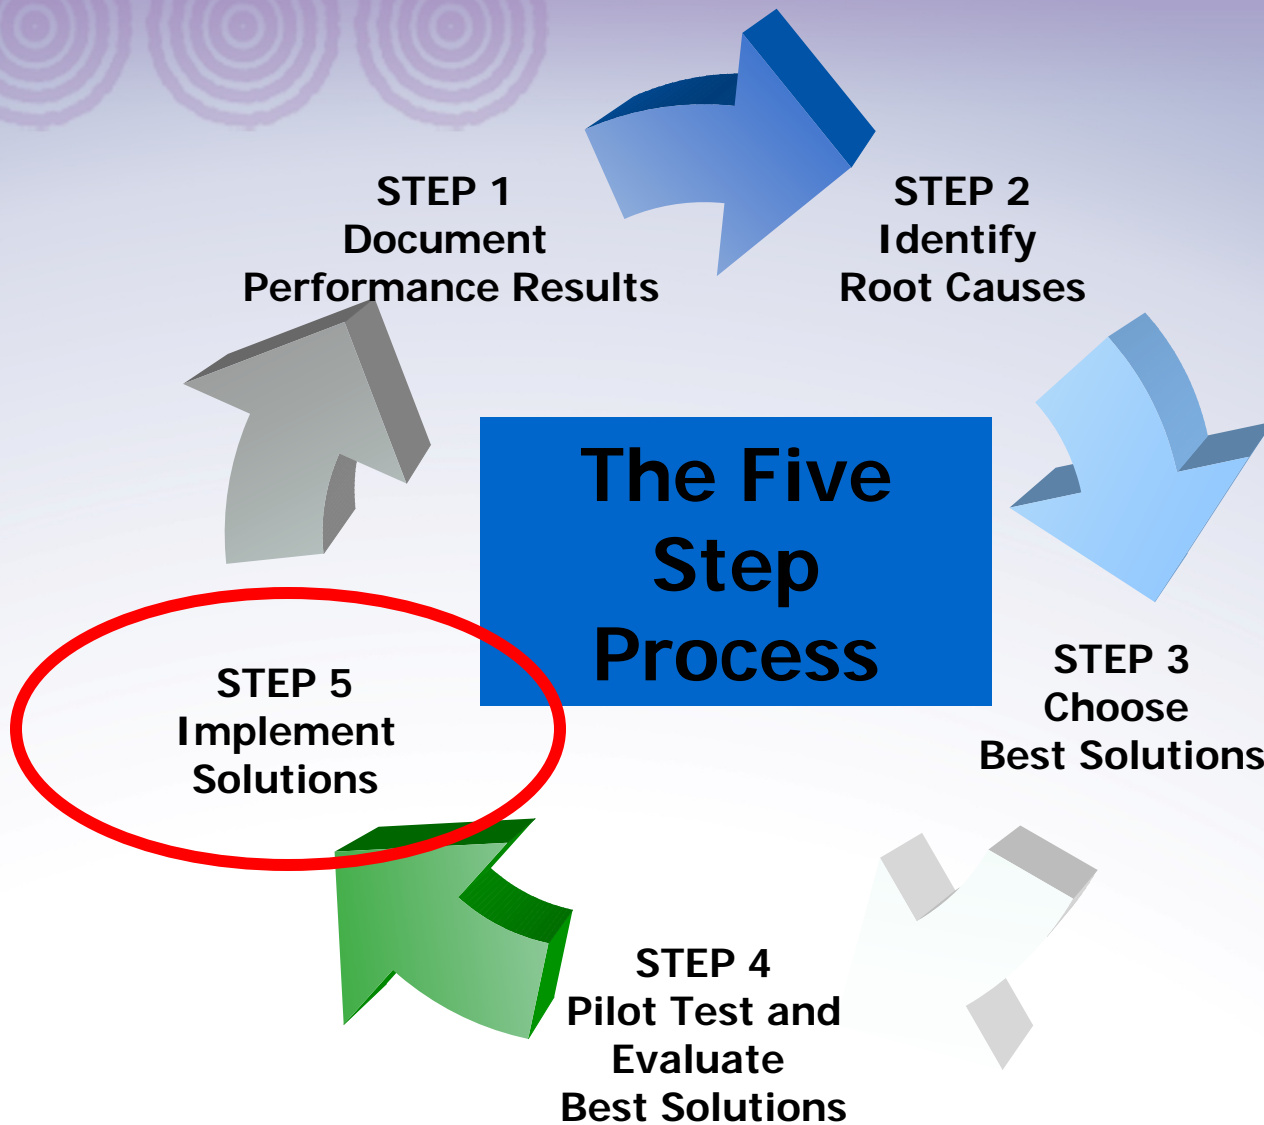 STEP 1
Document
Performance Results
STEP 2
Identify
Root Causes
The Five
Step
Process
STEP 3
Choose
Best Solutions
STEP 4
Pilot Test and
Evaluate
Best Solutions
STEP 5
Implement
Solutions